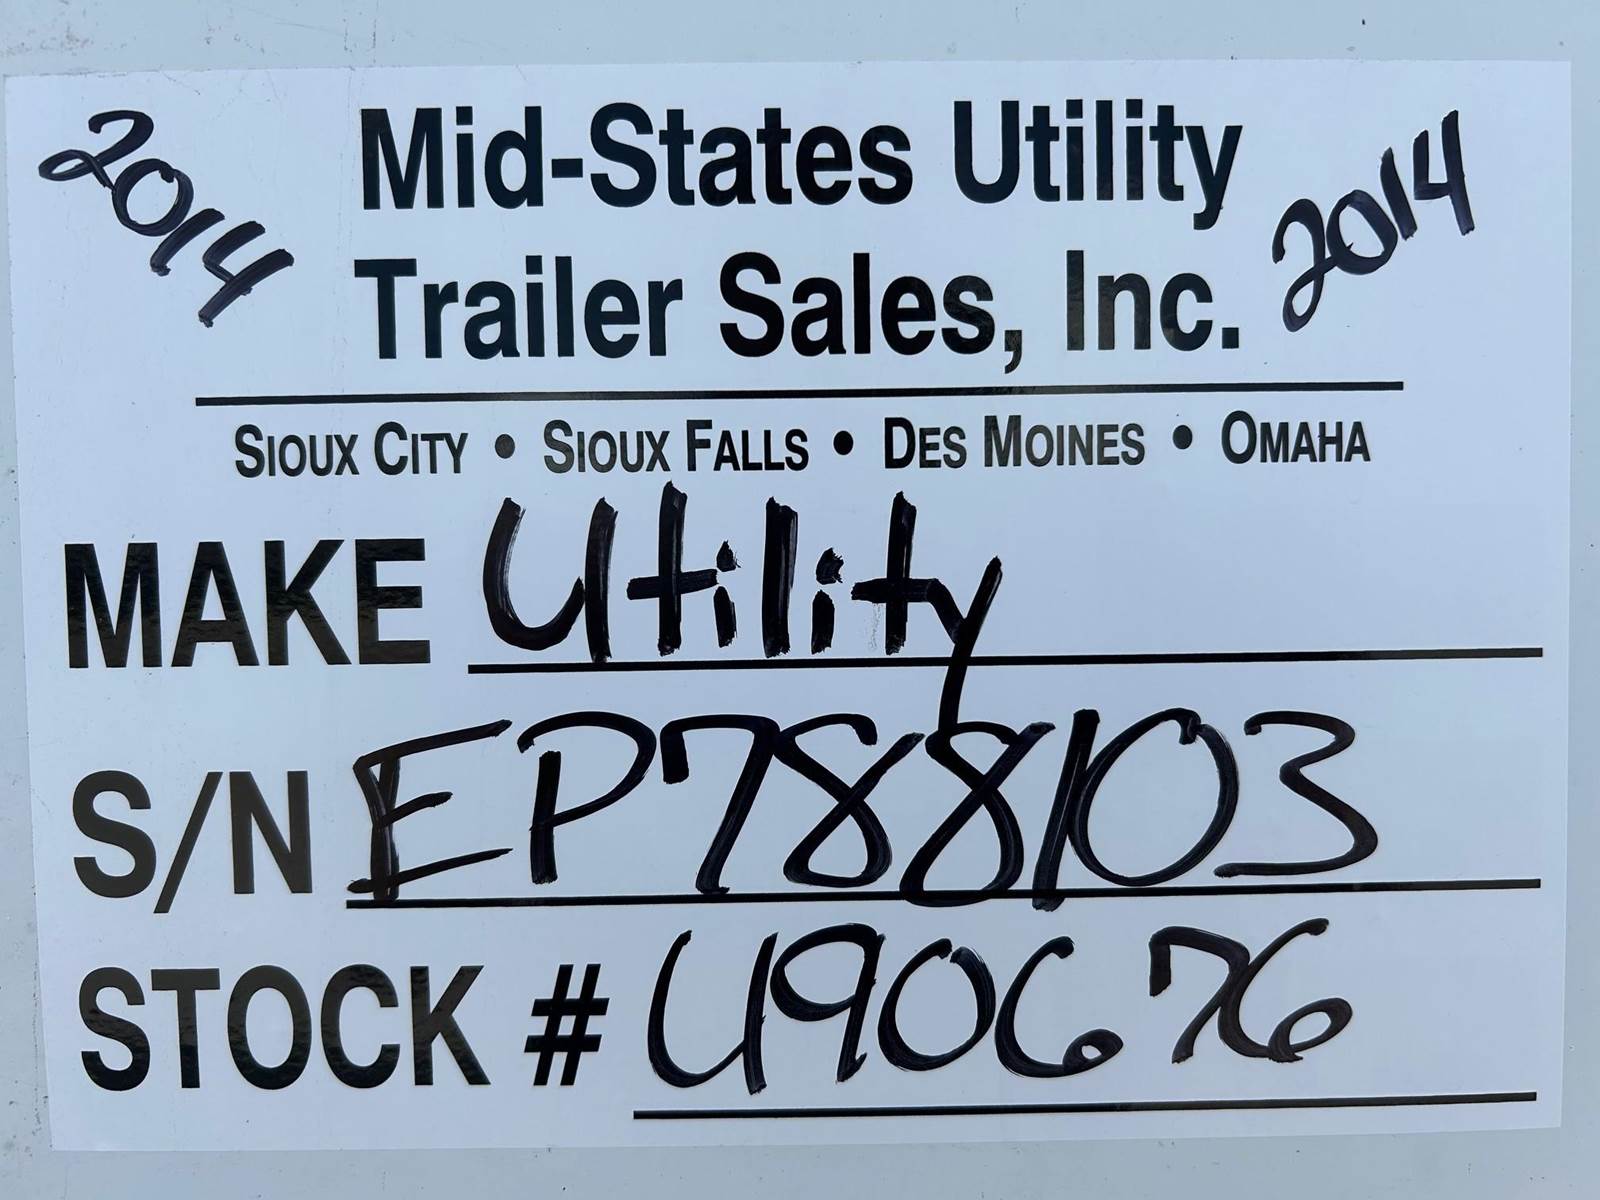 2014 Mid-States Utility 2014
Trailer Sales, Inc.
SIOUX CITY • SIOUX FALLS • DES MOINES • OMAHA
MAKE Utility
S/N EP788103
STOCK # U90676